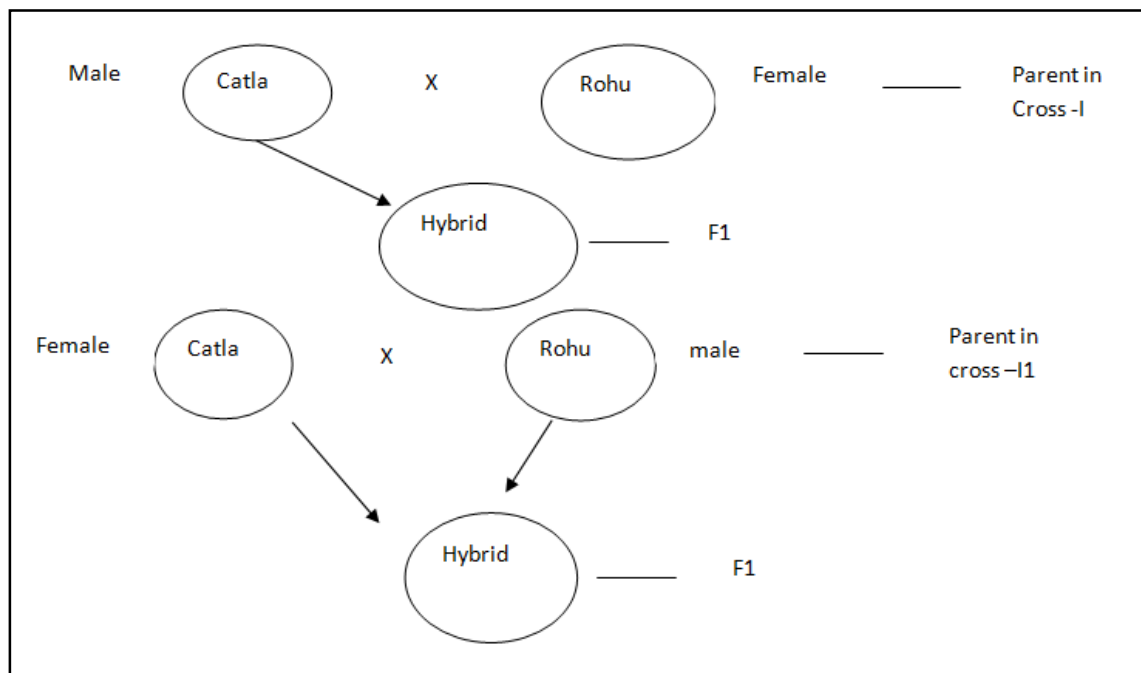 Male Catla X Rohu Female Parent in
Cross -I
Hybrid F1
Female Catla X Rohu male Parent in
cross –I1
Hybrid F1